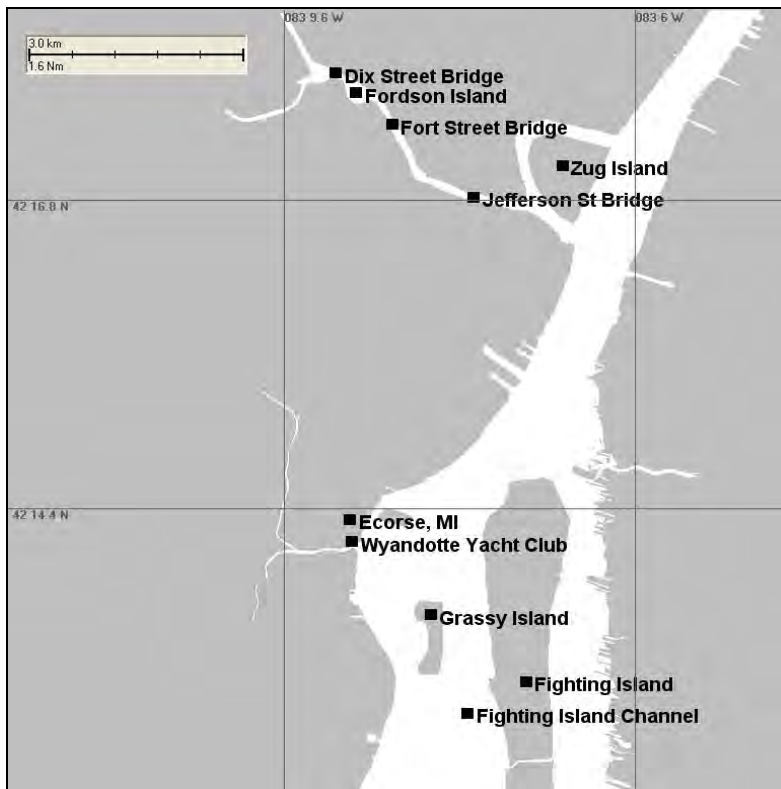 083 9.6 W
083 6 W
3.0 km
1.6 Nm
Dix Street Bridge
Fordson Island
Fort Street Bridge
Zug Island
Jefferson St Bridge
42 16.8 N
42 14.4 N
Ecorse, MI
Wyandotte Yacht Club
Grassy Island
Fighting Island
Fighting Island Channel